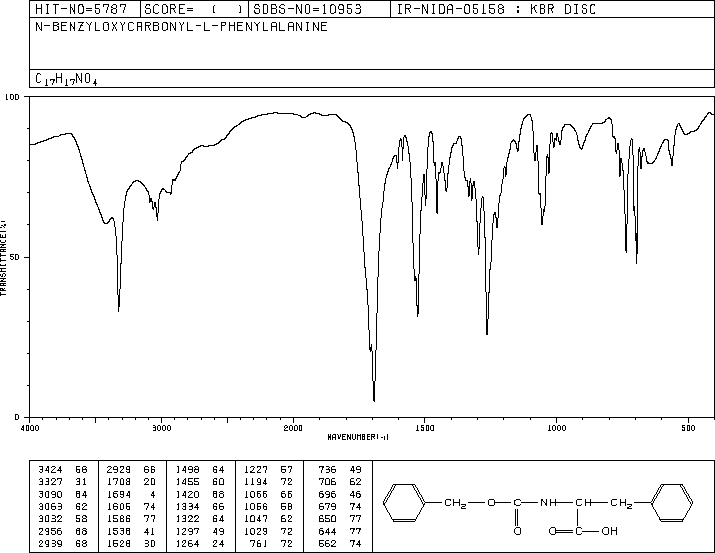 HIT-NO=5787 SCORE= ( ) SDBS-NO=10953 IR-NIDA-05158 : KBR DISC
N-BENZYLOXYCARBONYL-L-PHENYLALANINE
C17H17NO4
100
50
0
TRANSMITTANCE(%)
4000 3000 2000 1500 1000 500
WAVENUMBER(-1)
3424 58 2929 66 1498 64 1227 57 736 49
3327 31 1708 20 1455 60 1194 72 706 62
3090 64 1694 4 1420 68 1066 66 696 46
3063 62 1605 74 1334 66 1056 58 679 74
3032 58 1586 77 1322 64 1047 62 650 77
2956 66 1538 41 1297 49 1029 72 644 77
2939 68 1528 30 1264 24 761 72 562 74
CH2 O C NH CH CH2
O O C OH